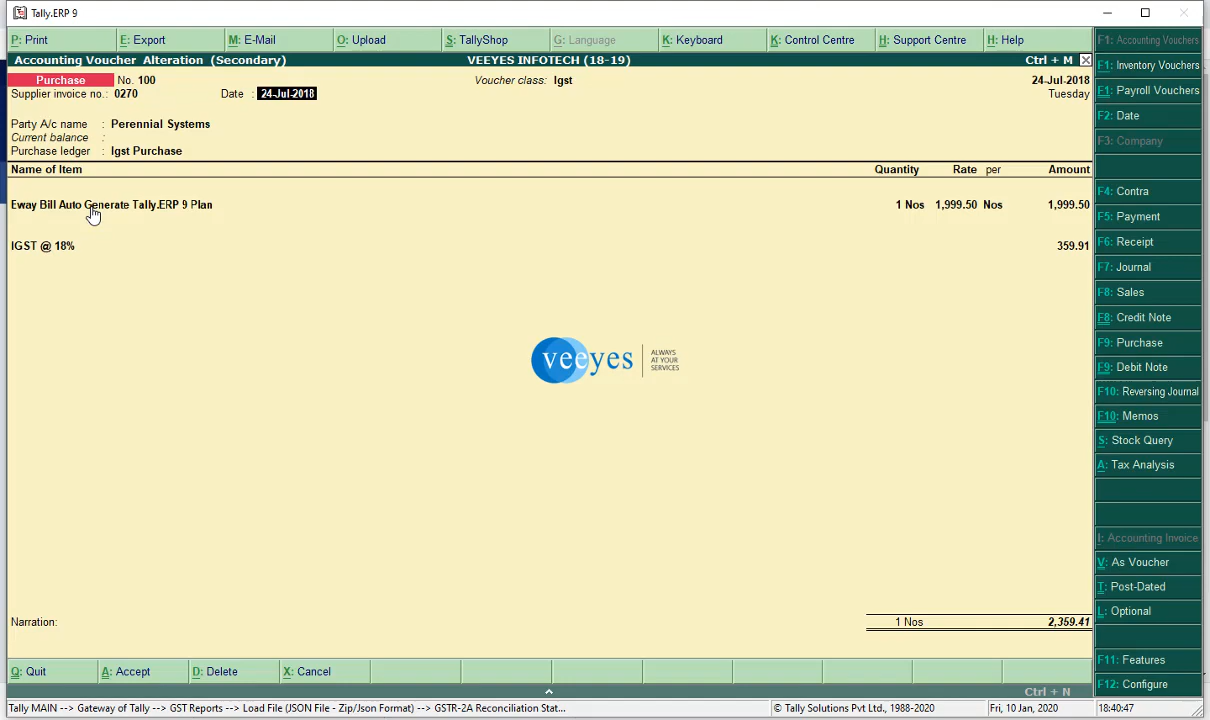 Tally.ERP 9
P: Print E: Export M: E-Mail O: Upload S: TallyShop G: Language K: Keyboard K: Control Centre H: Support Centre H: Help
F1: Accounting Vouchers
Accounting Voucher Alteration (Secondary) VEEYES INFOTECH (18-19) Ctrl + M
F1: Inventory Vouchers
Purchase No. 100 Voucher class: Igst 24-Jul-2018
Supplier invoice no.: 0270 Date : 24-Jul-2018 Tuesday
F1: Payroll Vouchers
F2: Date
Party A/c name : Perennial Systems
Current balance :
F3: Company
Purchase ledger : Igst Purchase
Name of Item Quantity Rate per Amount
F4: Contra
Eway Bill Auto Generate Tally.ERP 9 Plan 1 Nos 1,999.50 Nos 1,999.50
F5: Payment
IGST @ 18% 359.91
F6: Receipt
F7: Journal
F8: Sales
F8: Credit Note
F9: Purchase
veeyes
ALWAYS
AT YOUR
SERVICES
F9: Debit Note
F10: Reversing Journal
F10: Memos
S: Stock Query
A: Tax Analysis
I: Accounting Invoice
V: As Voucher
T: Post-Dated
L: Optional
Narration: 1 Nos 2,359.41
F11: Features
Q: Quit A: Accept D: Delete X: Cancel
F12: Configure
Ctrl + N
Tally MAIN --> Gateway of Tally --> GST Reports --> Load File (JSON File - Zip/Json Format) --> GSTR-2A Reconciliation Stat... © Tally Solutions Pvt Ltd., 1988-2020 Fri, 10 Jan, 2020 18:40:47